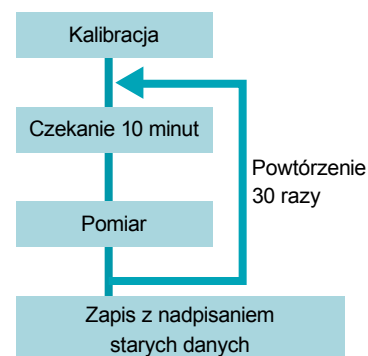 Kalibracja
Czekanie 10 minut
Powtórzenie
30 razy
Pomiar
Zapis z nadpisaniem
starych danych